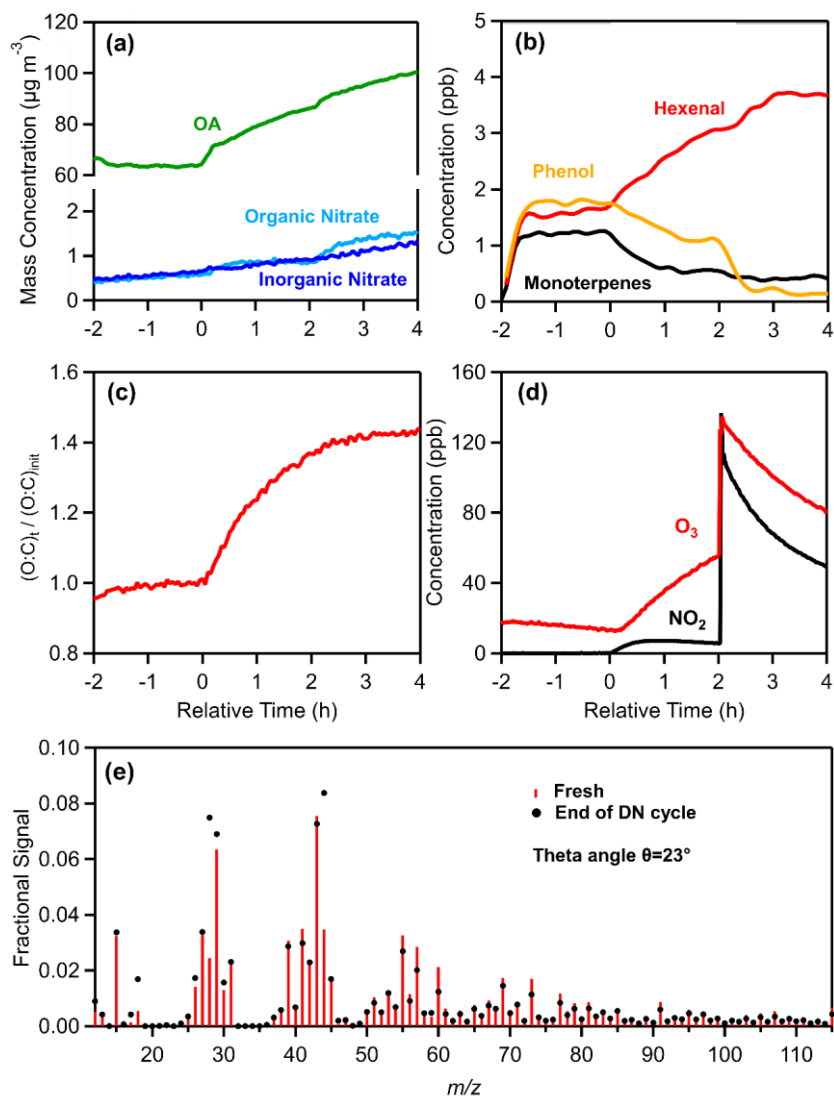 (a)
Mass Concentration (µg m⁻³)
120
100
80
60
2
1
0
OA
Organic Nitrate
Inorganic Nitrate
-2 -1 0 1 2 3 4
(b)
Concentration (ppb)
5
4
3
2
1
0
Hexenal
Phenol
Monoterpenes
-2 -1 0 1 2 3 4
(c)
(O:C)t / (O:C)init
1.6
1.4
1.2
1.0
0.8
-2 -1 0 1 2 3 4
Relative Time (h)
(d)
Concentration (ppb)
160
120
80
40
0
O₃
NO₂
-2 -1 0 1 2 3 4
Relative Time (h)
(e)
Fractional Signal
0.10
0.08
0.06
0.04
0.02
0.00
Fresh
End of DN cycle
Theta angle θ=23°
20 30 40 50 60 70 80 90 100 110
m/z